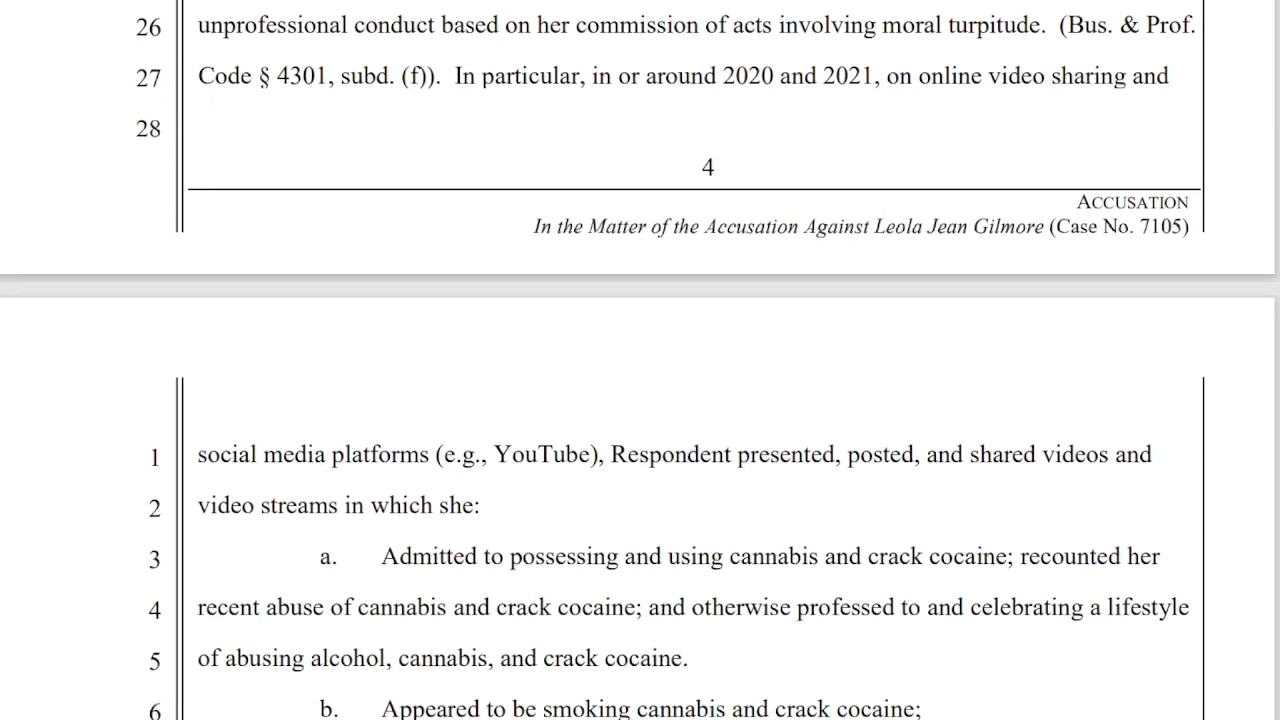 26 unprofessional conduct based on her commission of acts involving moral turpitude. (Bus. & Prof.
27 Code § 4301, subd. (f)). In particular, in or around 2020 and 2021, on online video sharing and
28
4
ACCUSATION
In the Matter of the Accusation Against Leola Jean Gilmore (Case No. 7105)
1 social media platforms (e.g., YouTube), Respondent presented, posted, and shared videos and
2 video streams in which she:
3 a. Admitted to possessing and using cannabis and crack cocaine; recounted her
4 recent abuse of cannabis and crack cocaine; and otherwise professed to and celebrating a lifestyle
5 of abusing alcohol, cannabis, and crack cocaine.
6 b. Appeared to be smoking cannabis and crack cocaine;